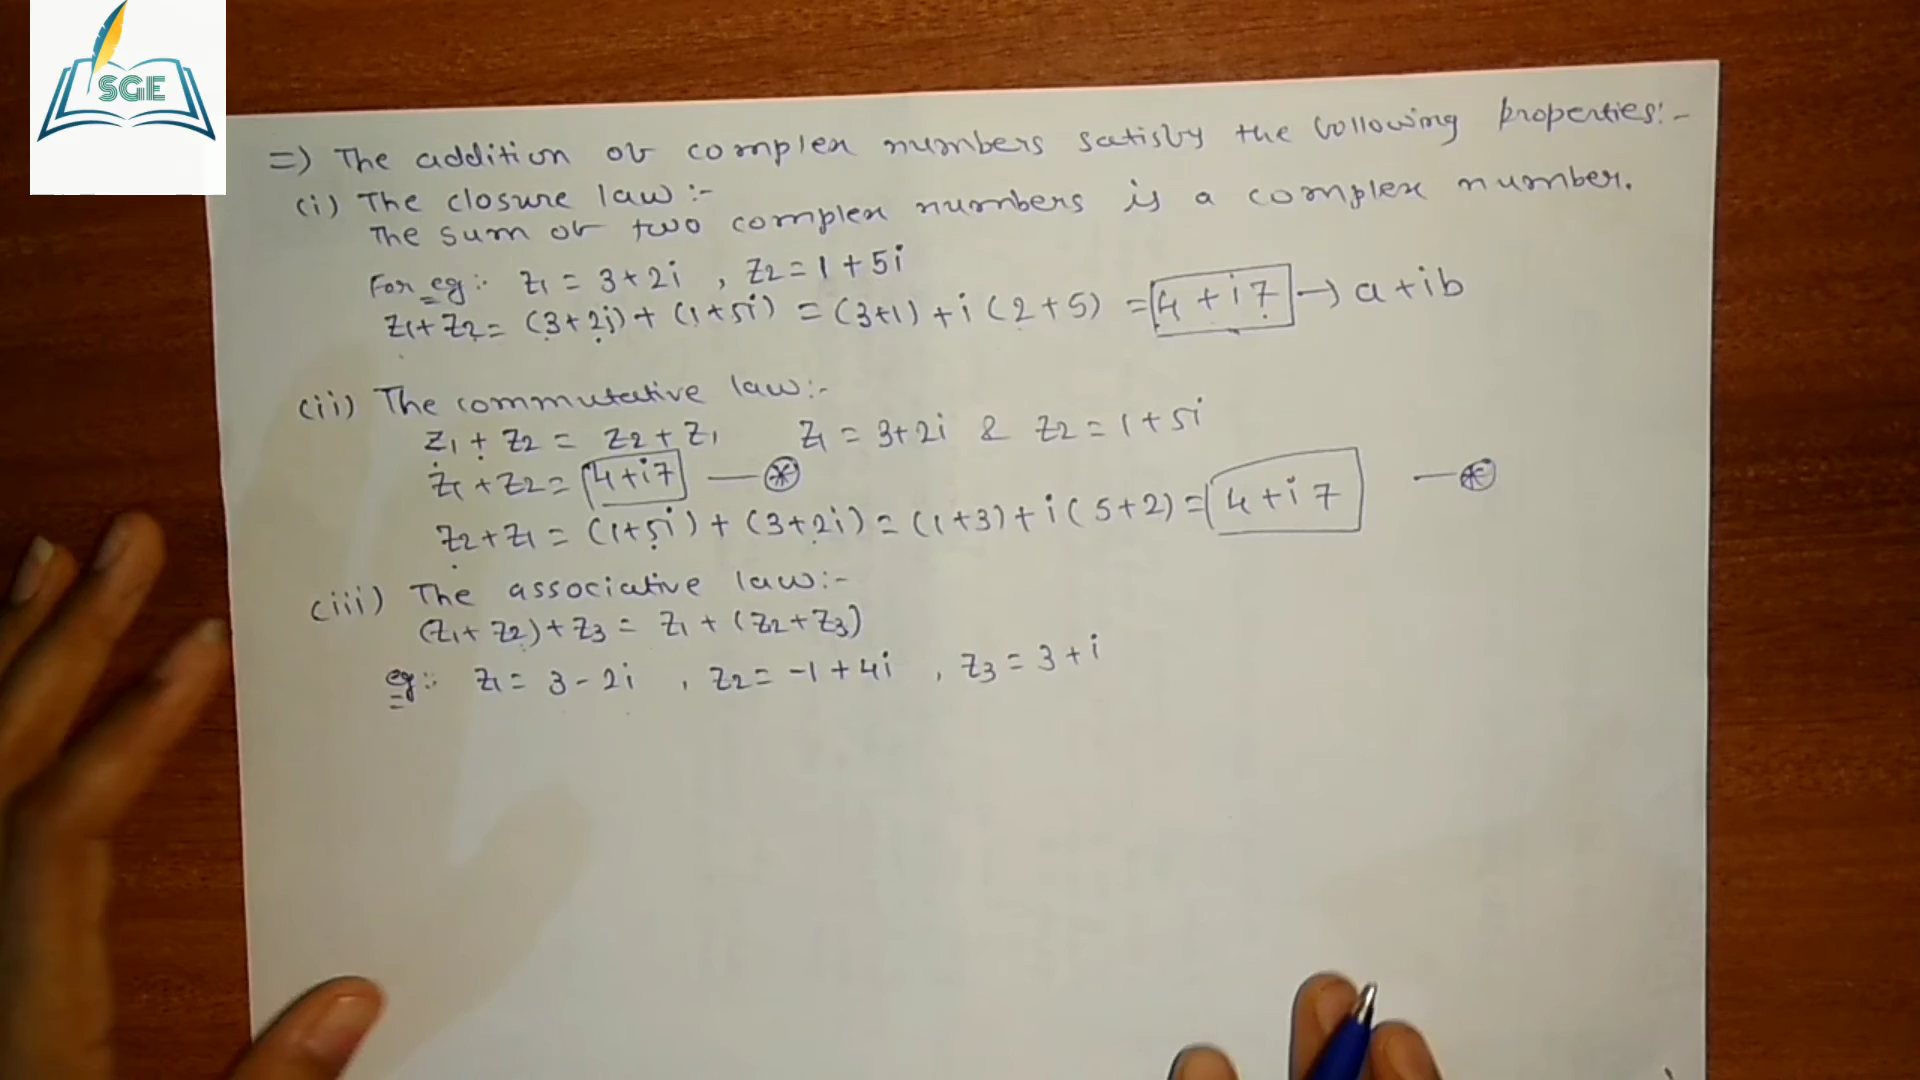 SGE
=) The addition of complex numbers satisfy the following properties:-
(i) The closure law :-
The sum of two complex numbers is a complex number.
For eg:- z1 = 3+2i , z2 = 1+5i
z1+z2 = (3+2i)+(1+5i) = (3+1)+i(2+5) = 4+i7 → a+ib
(ii) The commutative law:-
z1 + z2 = z2+z1 z1 = 3+2i & z2 = 1+5i
z1+z2 = 4+i7 — ⊛
z2+z1 = (1+5i)+(3+2i) = (1+3)+i(5+2) = 4+i7 — ⊛
(iii) The associative law:-
(z1+z2)+z3 = z1+(z2+z3)
eg:- z1 = 3-2i , z2 = -1+4i , z3 = 3+i